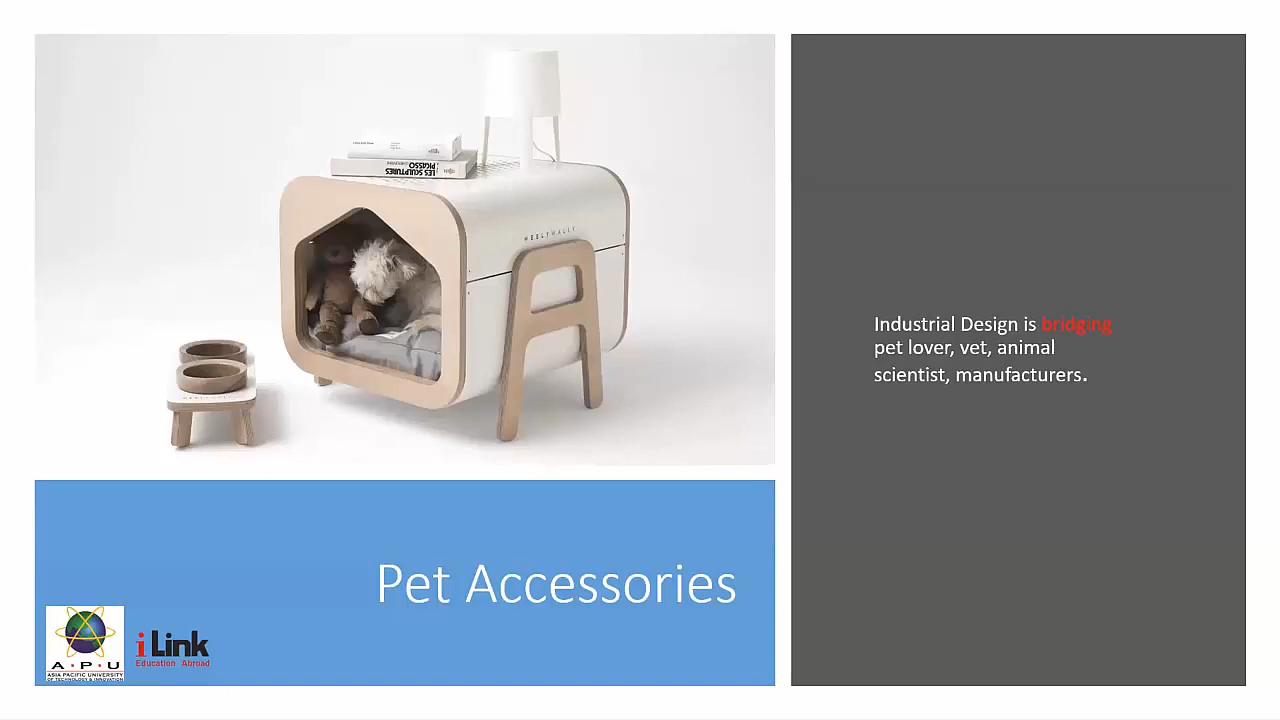 LES SCULPTURES
PICASSO
WEELYWALLY
Industrial Design is bridging
pet lover, vet, animal
scientist, manufacturers.
Pet Accessories
A·P·U
ASIA PACIFIC UNIVERSITY
OF TECHNOLOGY & INNOVATION
iLink
Education Abroad